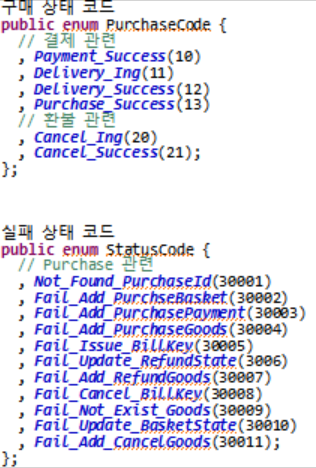 구매 상태 코드
public enum PurchaseCode {
// 결제 관련
, Payment_Success(10)
, Delivery_Ing(11)
, Delivery_Success(12)
, Purchase_Success(13)
// 환불 관련
, Cancel_Ing(20)
, Cancel_Success(21);
};
실패 상태 코드
public enum StatusCode {
// Purchase 관련
, Not_Found_PurchaseId(30001)
, Fail_Add_PurchseBasket(30002)
, Fail_Add_PurchasePayment(30003)
, Fail_Add_PurchaseGoods(30004)
, Fail_Issue_BillKey(30005)
, Fail_Update_RefundState(3006)
, Fail_Add_RefundGoods(30007)
, Fail_Cancel_BillKey(30008)
, Fail_Not_Exist_Goods(30009)
, Fail_Update_BasketState(30010)
, Fail_Add_CancelGoods(30011);
};